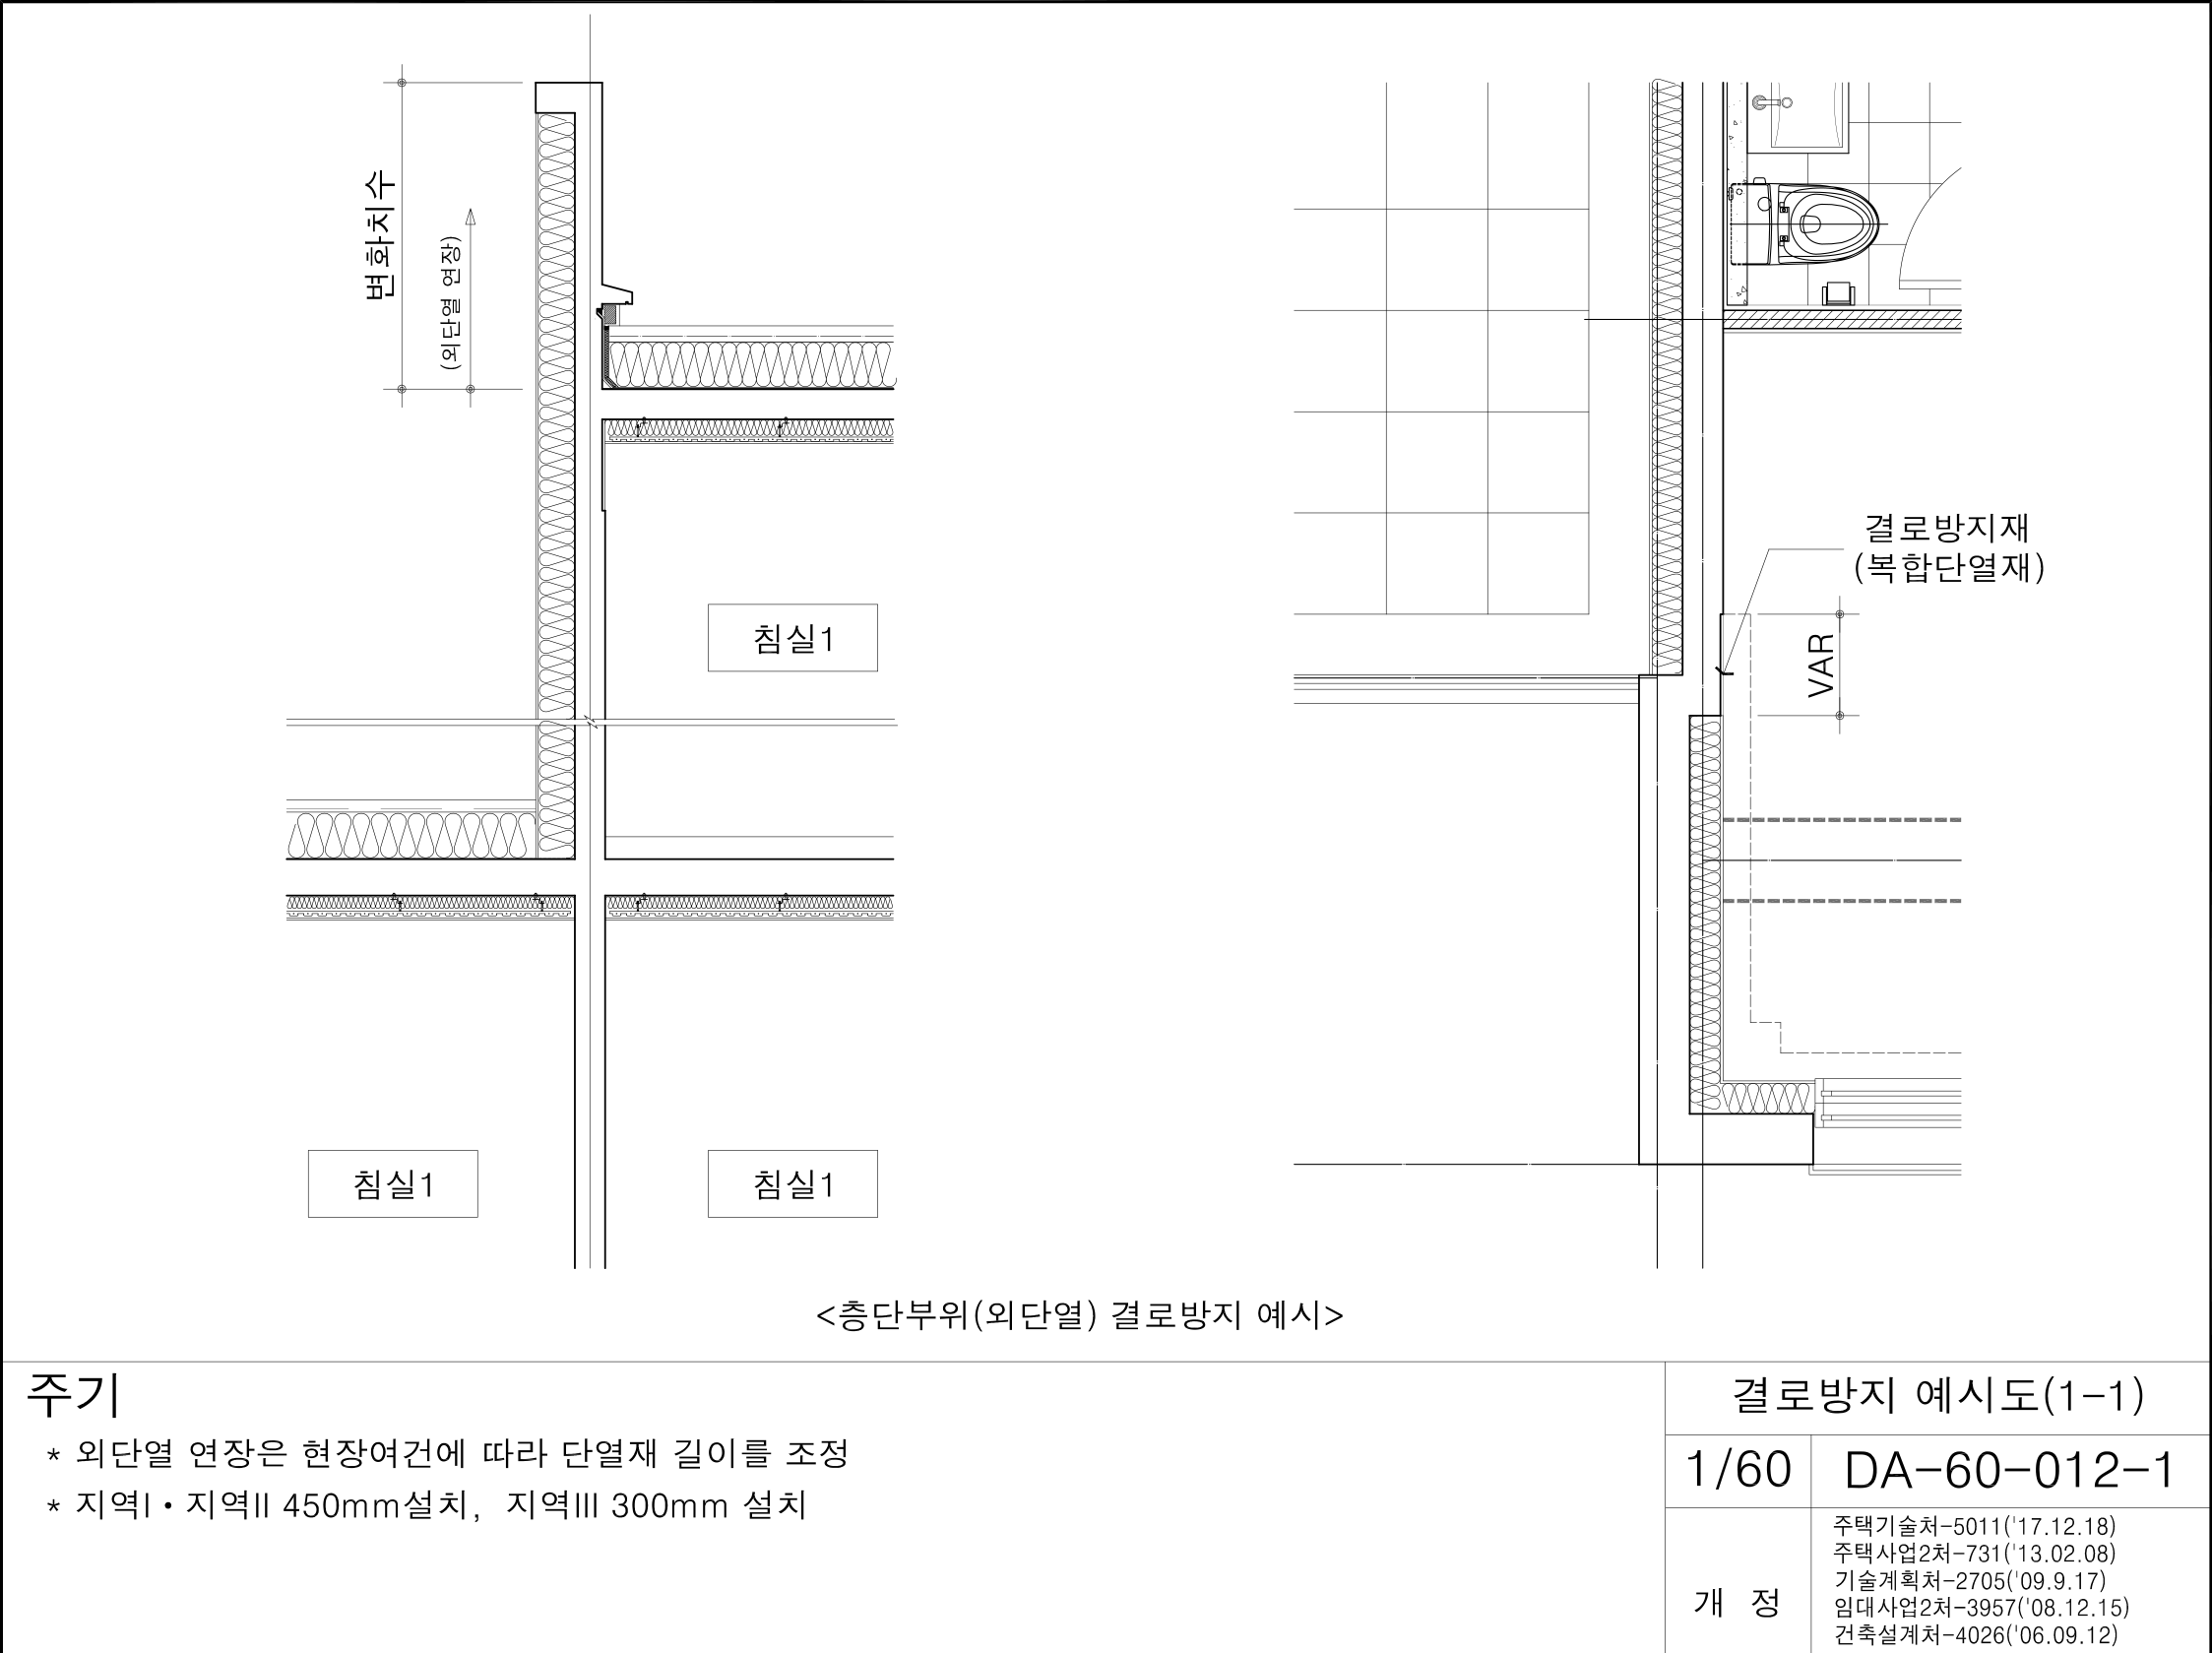 변화치수
(외단열 연장)
침실1
침실1
침실1
결로방지재
(복합단열재)
VAR
<층단부위(외단열) 결로방지 예시>
주기
* 외단열 연장은 현장여건에 따라 단열재 길이를 조정
* 지역Ⅰ·지역Ⅱ 450mm설치, 지역Ⅲ 300mm 설치
결로방지 예시도(1-1)
1/60
DA-60-012-1
개 정
주택기술처-5011('17.12.18)
주택사업2처-731('13.02.08)
기술계획처-2705('09.9.17)
임대사업2처-3957('08.12.15)
건축설계처-4026('06.09.12)